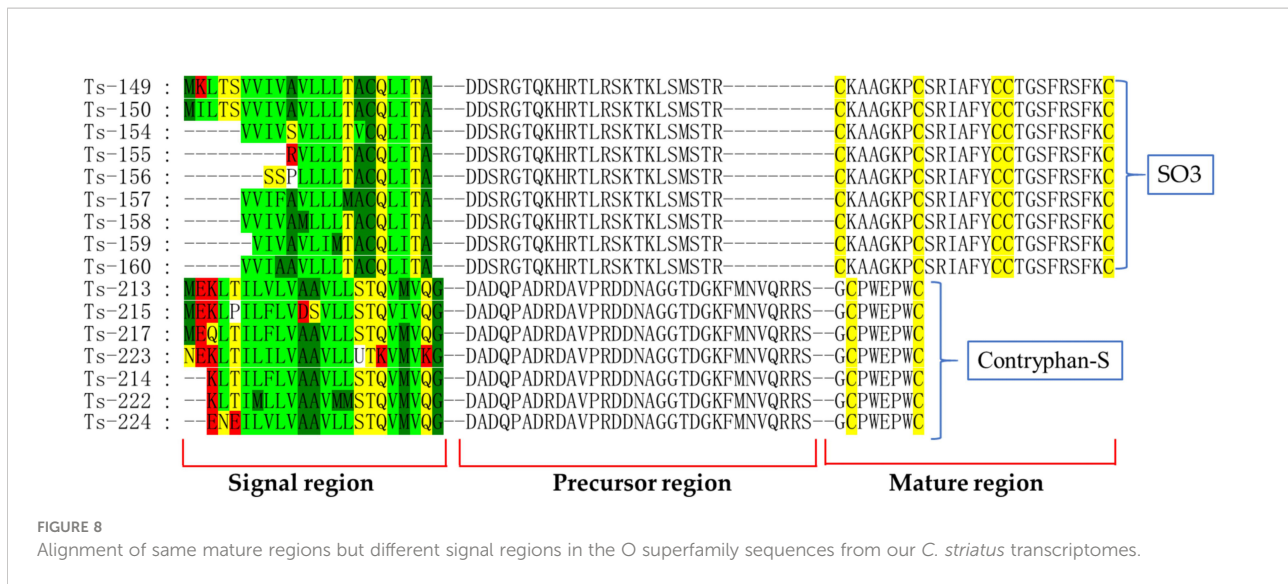 Ts-149 : MKLTSVVIVAVLLLTACQLITA---DDSRGTQKHRTLRSKTKLSMSTR----------CKAAGKPCSRIAFYCCTGSFRSFKC
Ts-150 : MILTSVVIVAVLLLTACQLITA---DDSRGTQKHRTLRSKTKLSMSTR----------CKAAGKPCSRIAFYCCTGSFRSFKC
Ts-154 : -----VVIVSVLLLTVCQLITA---DDSRGTQKHRTLRSKTKLSMSTR----------CKAAGKPCSRIAFYCCTGSFRSFKC
Ts-155 : ---------RVLLLTACQLITA---DDSRGTQKHRTLRSKTKLSMSTR----------CKAAGKPCSRIAFYCCTGSFRSFKC
Ts-156 : -------SSPLLLLTACQLITA---DDSRGTQKHRTLRSKTKLSMSTR----------CKAAGKPCSRIAFYCCTGSFRSFKC
Ts-157 : -----VVIFAVLLLMACQLITA---DDSRGTQKHRTLRSKTKLSMSTR----------CKAAGKPCSRIAFYCCTGSFRSFKC
Ts-158 : -----VVIVAMLLLTACQLITA---DDSRGTQKHRTLRSKTKLSMSTR----------CKAAGKPCSRIAFYCCTGSFRSFKC
Ts-159 : ------VIVAVLIMTACQLITA---DDSRGTQKHRTLRSKTKLSMSTR----------CKAAGKPCSRIAFYCCTGSFRSFKC
Ts-160 : -----VVIAAVLLLTACQLITA---DDSRGTQKHRTLRSKTKLSMSTR----------CKAAGKPCSRIAFYCCTGSFRSFKC
SO3
Ts-213 : MEKLTILVLVAAVLLSTQVMVQG--DADQPADRDAVPRDDNAGGTDGKFMNVQRRS--GCPWEPWC
Ts-215 : MEKLPILFLVDSVLLSTQVIVQG--DADQPADRDAVPRDDNAGGTDGKFMNVQRRS--GCPWEPWC
Ts-217 : MEQLTILFLVAAVLLSTQVMVQG--DADQPADRDAVPRDDNAGGTDGKFMNVQRRS--GCPWEPWC
Ts-223 : NEKLTILILVAAVLLUTKVMVKG--DADQPADRDAVPRDDNAGGTDGKFMNVQRRS--GCPWEPWC
Ts-214 : --KLTILFLVAAVLLSTQVMVQG--DADQPADRDAVPRDDNAGGTDGKFMNVQRRS--GCPWEPWC
Ts-222 : --KLTIMLLVAAVMMSTQVMVQG--DADQPADRDAVPRDDNAGGTDGKFMNVQRRS--GCPWEPWC
Ts-224 : --ENEILVLVAAVLLSTQVMVQG--DADQPADRDAVPRDDNAGGTDGKFMNVQRRS--GCPWEPWC
Contryphan-S
Signal region Precursor region Mature region
FIGURE 8
Alignment of same mature regions but different signal regions in the O superfamily sequences from our C. striatus transcriptomes.